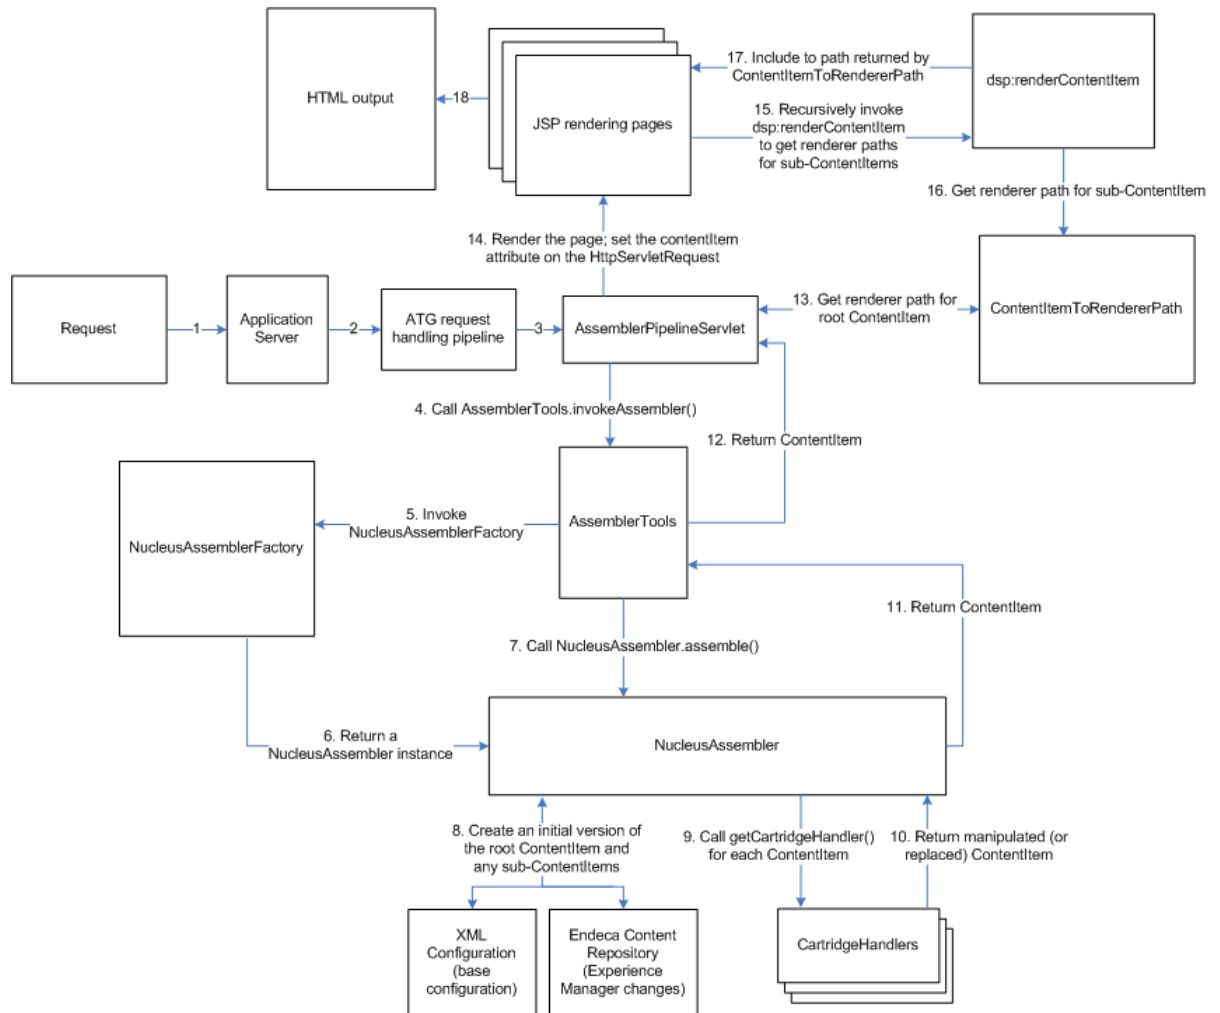 HTML output
18
JSP rendering pages
17. Include to path returned by
ContentItemToRendererPath
15. Recursively invoke
dsp:renderContentItem
to get renderer paths
for sub-ContentItems
dsp:renderContentItem
16. Get renderer path for sub-ContentItem
14. Render the page; set the contentItem
attribute on the HttpServletRequest
Request
1
Application
Server
2
ATG request
handling pipeline
3
AssemblerPipelineServlet
13. Get renderer path for
root ContentItem
ContentItemToRendererPath
4. Call AssemblerTools.invokeAssembler()
12. Return ContentItem
NucleusAssemblerFactory
5. Invoke
NucleusAssemblerFactory
AssemblerTools
11. Return ContentItem
7. Call NucleusAssembler.assemble()
6. Return a
NucleusAssembler instance
NucleusAssembler
8. Create an initial version of
the root ContentItem and
any sub-ContentItems
9. Call getCartridgeHandler()
for each ContentItem
10. Return manipulated (or
replaced) ContentItem
XML
Configuration
(base
configuration)
Endeca Content
Repository
(Experience
Manager changes)
CartridgeHandlers